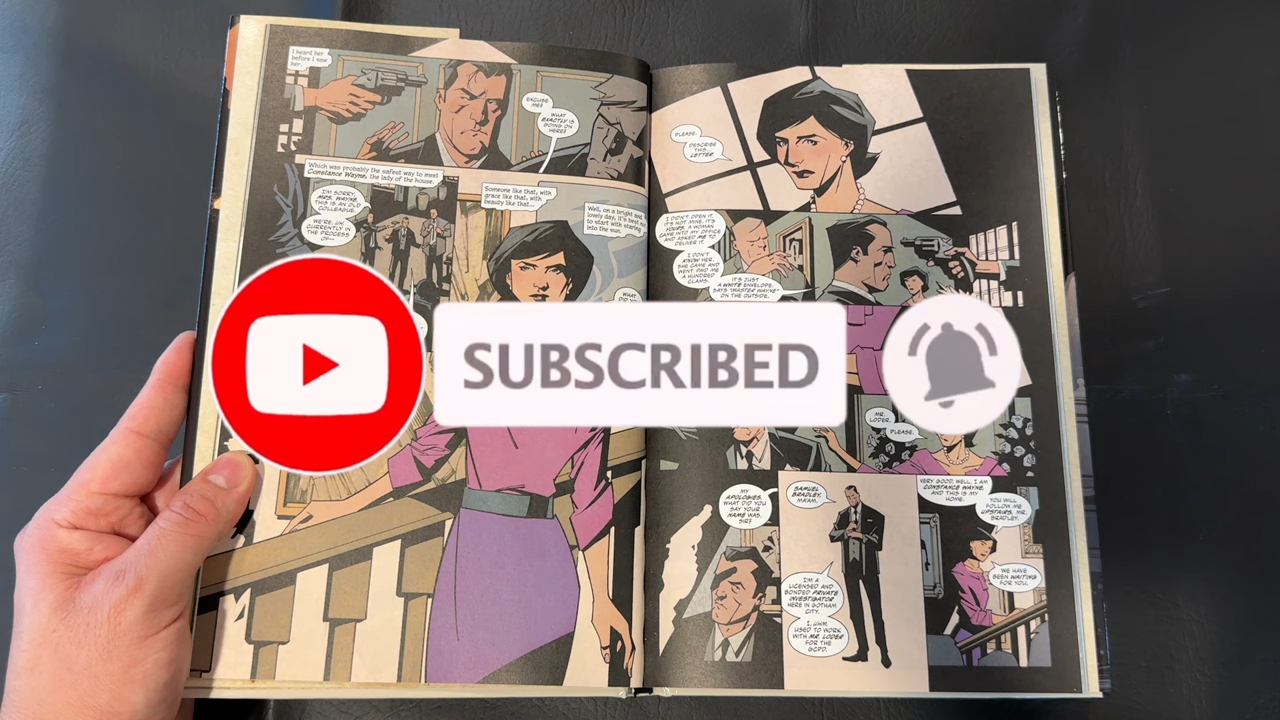 I heard her
before I saw
her.
EXCUSE
ME?
WHAT
EXACTLY IS
GOING ON
HERE?
Which was probably the safest way to meet
Constance Wayne, the lady of the house.
I'M SORRY,
MRS. WAYNE.
THIS IS AN OLD
COLLEAGUE.
WE'RE, UH,
CURRENTLY IN
THE PROCESS
OF--
Someone like that, with
grace like that, with
beauty like that...
Well, on a bright and
lovely day, it's best
to start with staring
into the sun.
WHAT
PLEASE.
DESCRIBE
THIS...
LETTER.
I DIDN'T OPEN IT.
IT'S NOT MINE. IT'S
YOURS. A WOMAN
CAME INTO MY OFFICE
AND ASKED ME TO
DELIVER IT.
I DON'T
KNOW HER.
SHE CAME AND
WENT. PAID ME
A HUNDRED
CLAMS.
IT'S JUST
A WHITE ENVELOPE.
SAYS "MASTER WAYNE"
ON THE OUTSIDE.
SUBSCRIBED
MR.
LODER.
PLEASE.
MY
APOLOGIES.
WHAT DID YOU
SAY YOUR
NAME WAS,
SIR?
SAMUEL
BRADLEY,
MA'AM.
I'M A
LICENSED AND
BONDED PRIVATE
INVESTIGATOR
HERE IN GOTHAM
CITY.
I, UHM,
USED TO WORK
WITH MR. LODER
FOR THE
GCPD.
VERY GOOD. WELL, I AM
CONSTANCE WAYNE,
AND THIS IS MY
HOME.
YOU WILL
FOLLOW ME
UPSTAIRS, MR.
BRADLEY.
WE HAVE
BEEN WAITING
FOR YOU.